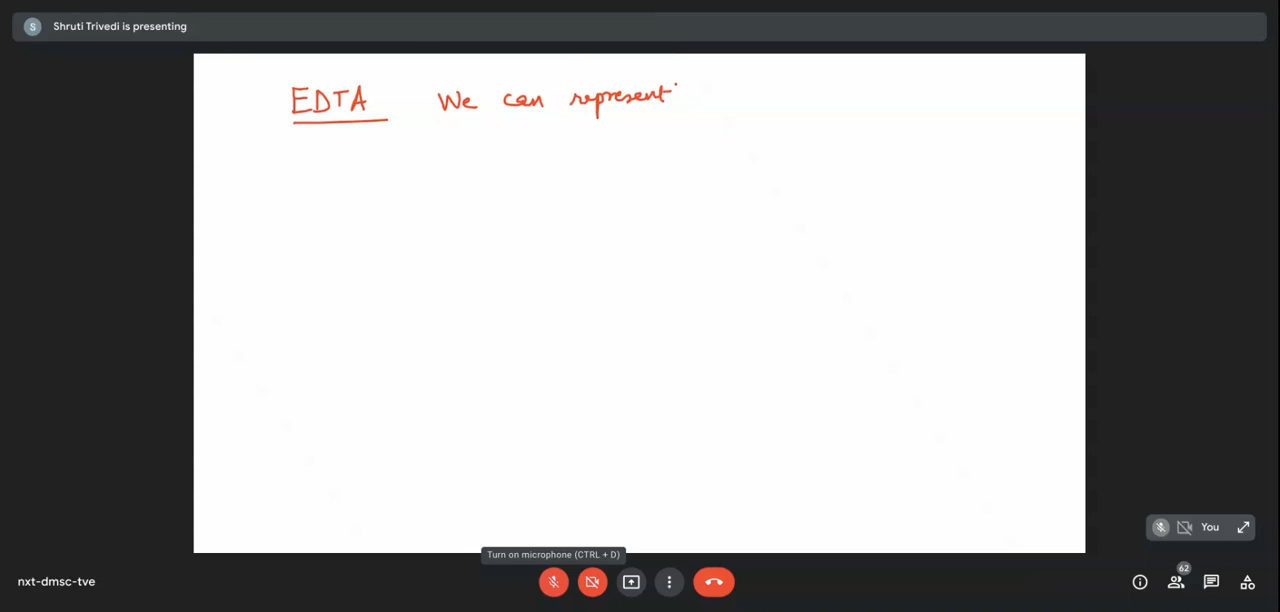 Shruti Trivedi is presenting
S
EDTA We can represent
You
Turn on microphone (CTRL + D)
62
nxt-dmsc-tve